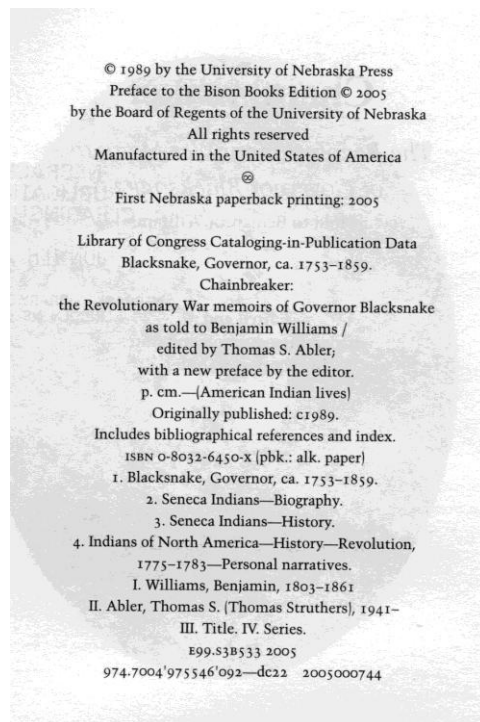 © 1989 by the University of Nebraska Press
Preface to the Bison Books Edition © 2005
by the Board of Regents of the University of Nebraska
All rights reserved
Manufactured in the United States of America
♾
First Nebraska paperback printing: 2005
Library of Congress Cataloging-in-Publication Data
Blacksnake, Governor, ca. 1753–1859.
Chainbreaker:
the Revolutionary War memoirs of Governor Blacksnake
as told to Benjamin Williams /
edited by Thomas S. Abler;
with a new preface by the editor.
p. cm.—(American Indian lives)
Originally published: c1989.
Includes bibliographical references and index.
ISBN 0-8032-6450-X (pbk.: alk. paper)
1. Blacksnake, Governor, ca. 1753–1859.
2. Seneca Indians—Biography.
3. Seneca Indians—History.
4. Indians of North America—History—Revolution,
1775–1783—Personal narratives.
I. Williams, Benjamin, 1803–1861
II. Abler, Thomas S. (Thomas Struthers), 1941–
III. Title. IV. Series.
E99.S3B533 2005
974.7004'975546'092—dc22 2005000744